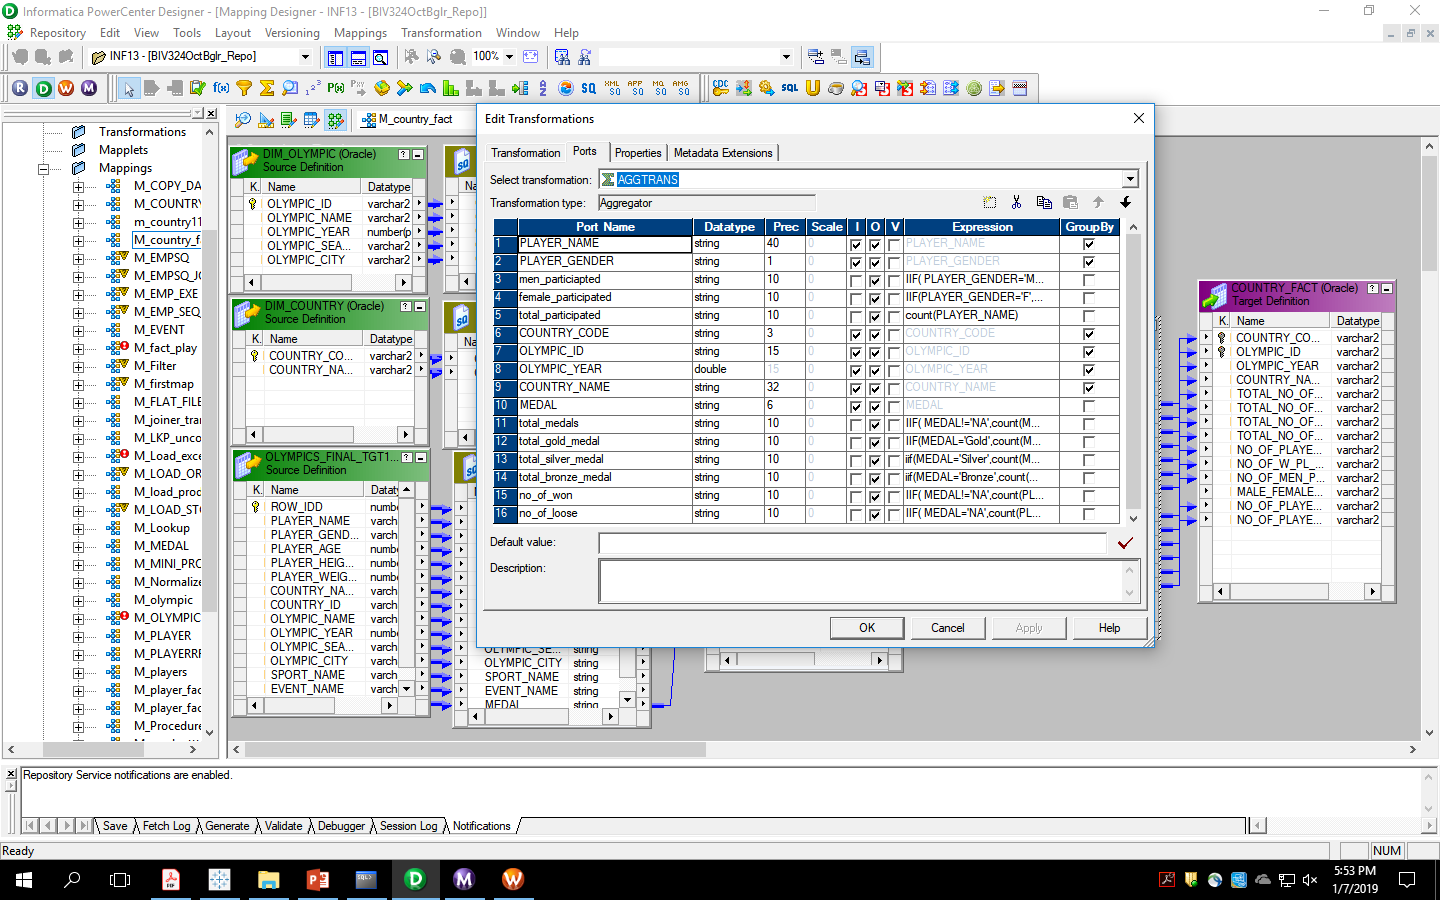 Informatica PowerCenter Designer - [Mapping Designer - INF13 - [BIV324OctBglr_Repo]]
Repository Edit View Tools Layout Versioning Mappings Transformation Window Help
INF13 - [BIV324OctBglr_Repo]
100%
M_country_fact
Transformations
Mapplets
Mappings
M_COPY_DA
M_COUNTRY
m_country11
M_country_f
M_EMPSQ
M_EMPSQ_J
M_EMP_EXE
M_EMP_SEQ
M_EVENT
M_fact_play
M_Filter
M_firstmap
M_FLAT_FILE
M_joiner_tran
M_LKP_unco
M_Load_exce
M_LOAD_OR
M_load_prod
M_LOAD_STO
M_Lookup
M_MEDAL
M_MINI_PRO
M_Normalize
M_olympic
M_OLYMPIC
M_PLAYER
M_PLAYERRF
M_players
M_player_fac
M_player_fac
M_Procedure
DIM_OLYMPIC (Oracle)
Source Definition
K. Name Datatype
OLYMPIC_ID varchar2
OLYMPIC_NAME varchar2
OLYMPIC_YEAR number(p
OLYMPIC_SEA... varchar2
OLYMPIC_CITY varchar2
DIM_COUNTRY (Oracle)
Source Definition
K. Name Datatype
COUNTRY_CO... varchar2
COUNTRY_NA... varchar2
OLYMPICS_FINAL_TGT1...
Source Definition
K. Name Datat
ROW_IDD numbe
PLAYER_NAME varch
PLAYER_GEND... varch
PLAYER_AGE numbe
PLAYER_HEIG... numbe
PLAYER_WEIG... numbe
COUNTRY_NA... varch
COUNTRY_ID varch
OLYMPIC_NAME varch
OLYMPIC_YEAR numbe
OLYMPIC_SEA... varch
OLYMPIC_CITY varch
SPORT_NAME varch
EVENT_NAME varch
OLYMPIC_SE... string
OLYMPIC_CITY string
SPORT_NAME string
EVENT_NAME string
MEDAL string
Edit Transformations
Transformation Ports Properties Metadata Extensions
Select transformation: AGGTRANS
Transformation type: Aggregator
Port Name Datatype Prec Scale I O V Expression GroupBy
1 PLAYER_NAME string 40 0 PLAYER_NAME
2 PLAYER_GENDER string 1 0 PLAYER_GENDER
3 men_particiapted string 10 0 IIF( PLAYER_GENDER='M...
4 female_participated string 10 0 IIF(PLAYER_GENDER='F',...
5 total_participated string 10 0 count(PLAYER_NAME)
6 COUNTRY_CODE string 3 0 COUNTRY_CODE
7 OLYMPIC_ID string 15 0 OLYMPIC_ID
8 OLYMPIC_YEAR double 15 0 OLYMPIC_YEAR
9 COUNTRY_NAME string 32 0 COUNTRY_NAME
10 MEDAL string 6 0 MEDAL
11 total_medals string 10 0 IIF( MEDAL!='NA',count(M...
12 total_gold_medal string 10 0 IIF(MEDAL='Gold',count(M...
13 total_silver_medal string 10 0 iif(MEDAL='Silver',count(M...
14 total_bronze_medal string 10 0 iif(MEDAL='Bronze',count(...
15 no_of_won string 10 0 IIF( MEDAL!='NA',count(PL...
16 no_of_loose string 10 0 IIF( MEDAL='NA',count(PL...
Default value:
Description:
OK Cancel Apply Help
COUNTRY_FACT (Oracle)
Target Definition
K. Name Datatype
COUNTRY_CO... varchar2
OLYMPIC_ID varchar2
OLYMPIC_YEAR varchar2
COUNTRY_NA... varchar2
TOTAL_NO_OF... varchar2
TOTAL_NO_OF... varchar2
TOTAL_NO_OF... varchar2
TOTAL_NO_OF... varchar2
NO_OF_PLAYE... varchar2
NO_OF_W_PL... varchar2
NO_OF_MEN_P... varchar2
MALE_FEMALE... varchar2
NO_OF_PLAYE... varchar2
NO_OF_PLAYE... varchar2
Repository Service notifications are enabled.
Save Fetch Log Generate Validate Debugger Session Log Notifications
Ready
NUM
5:53 PM
1/7/2019